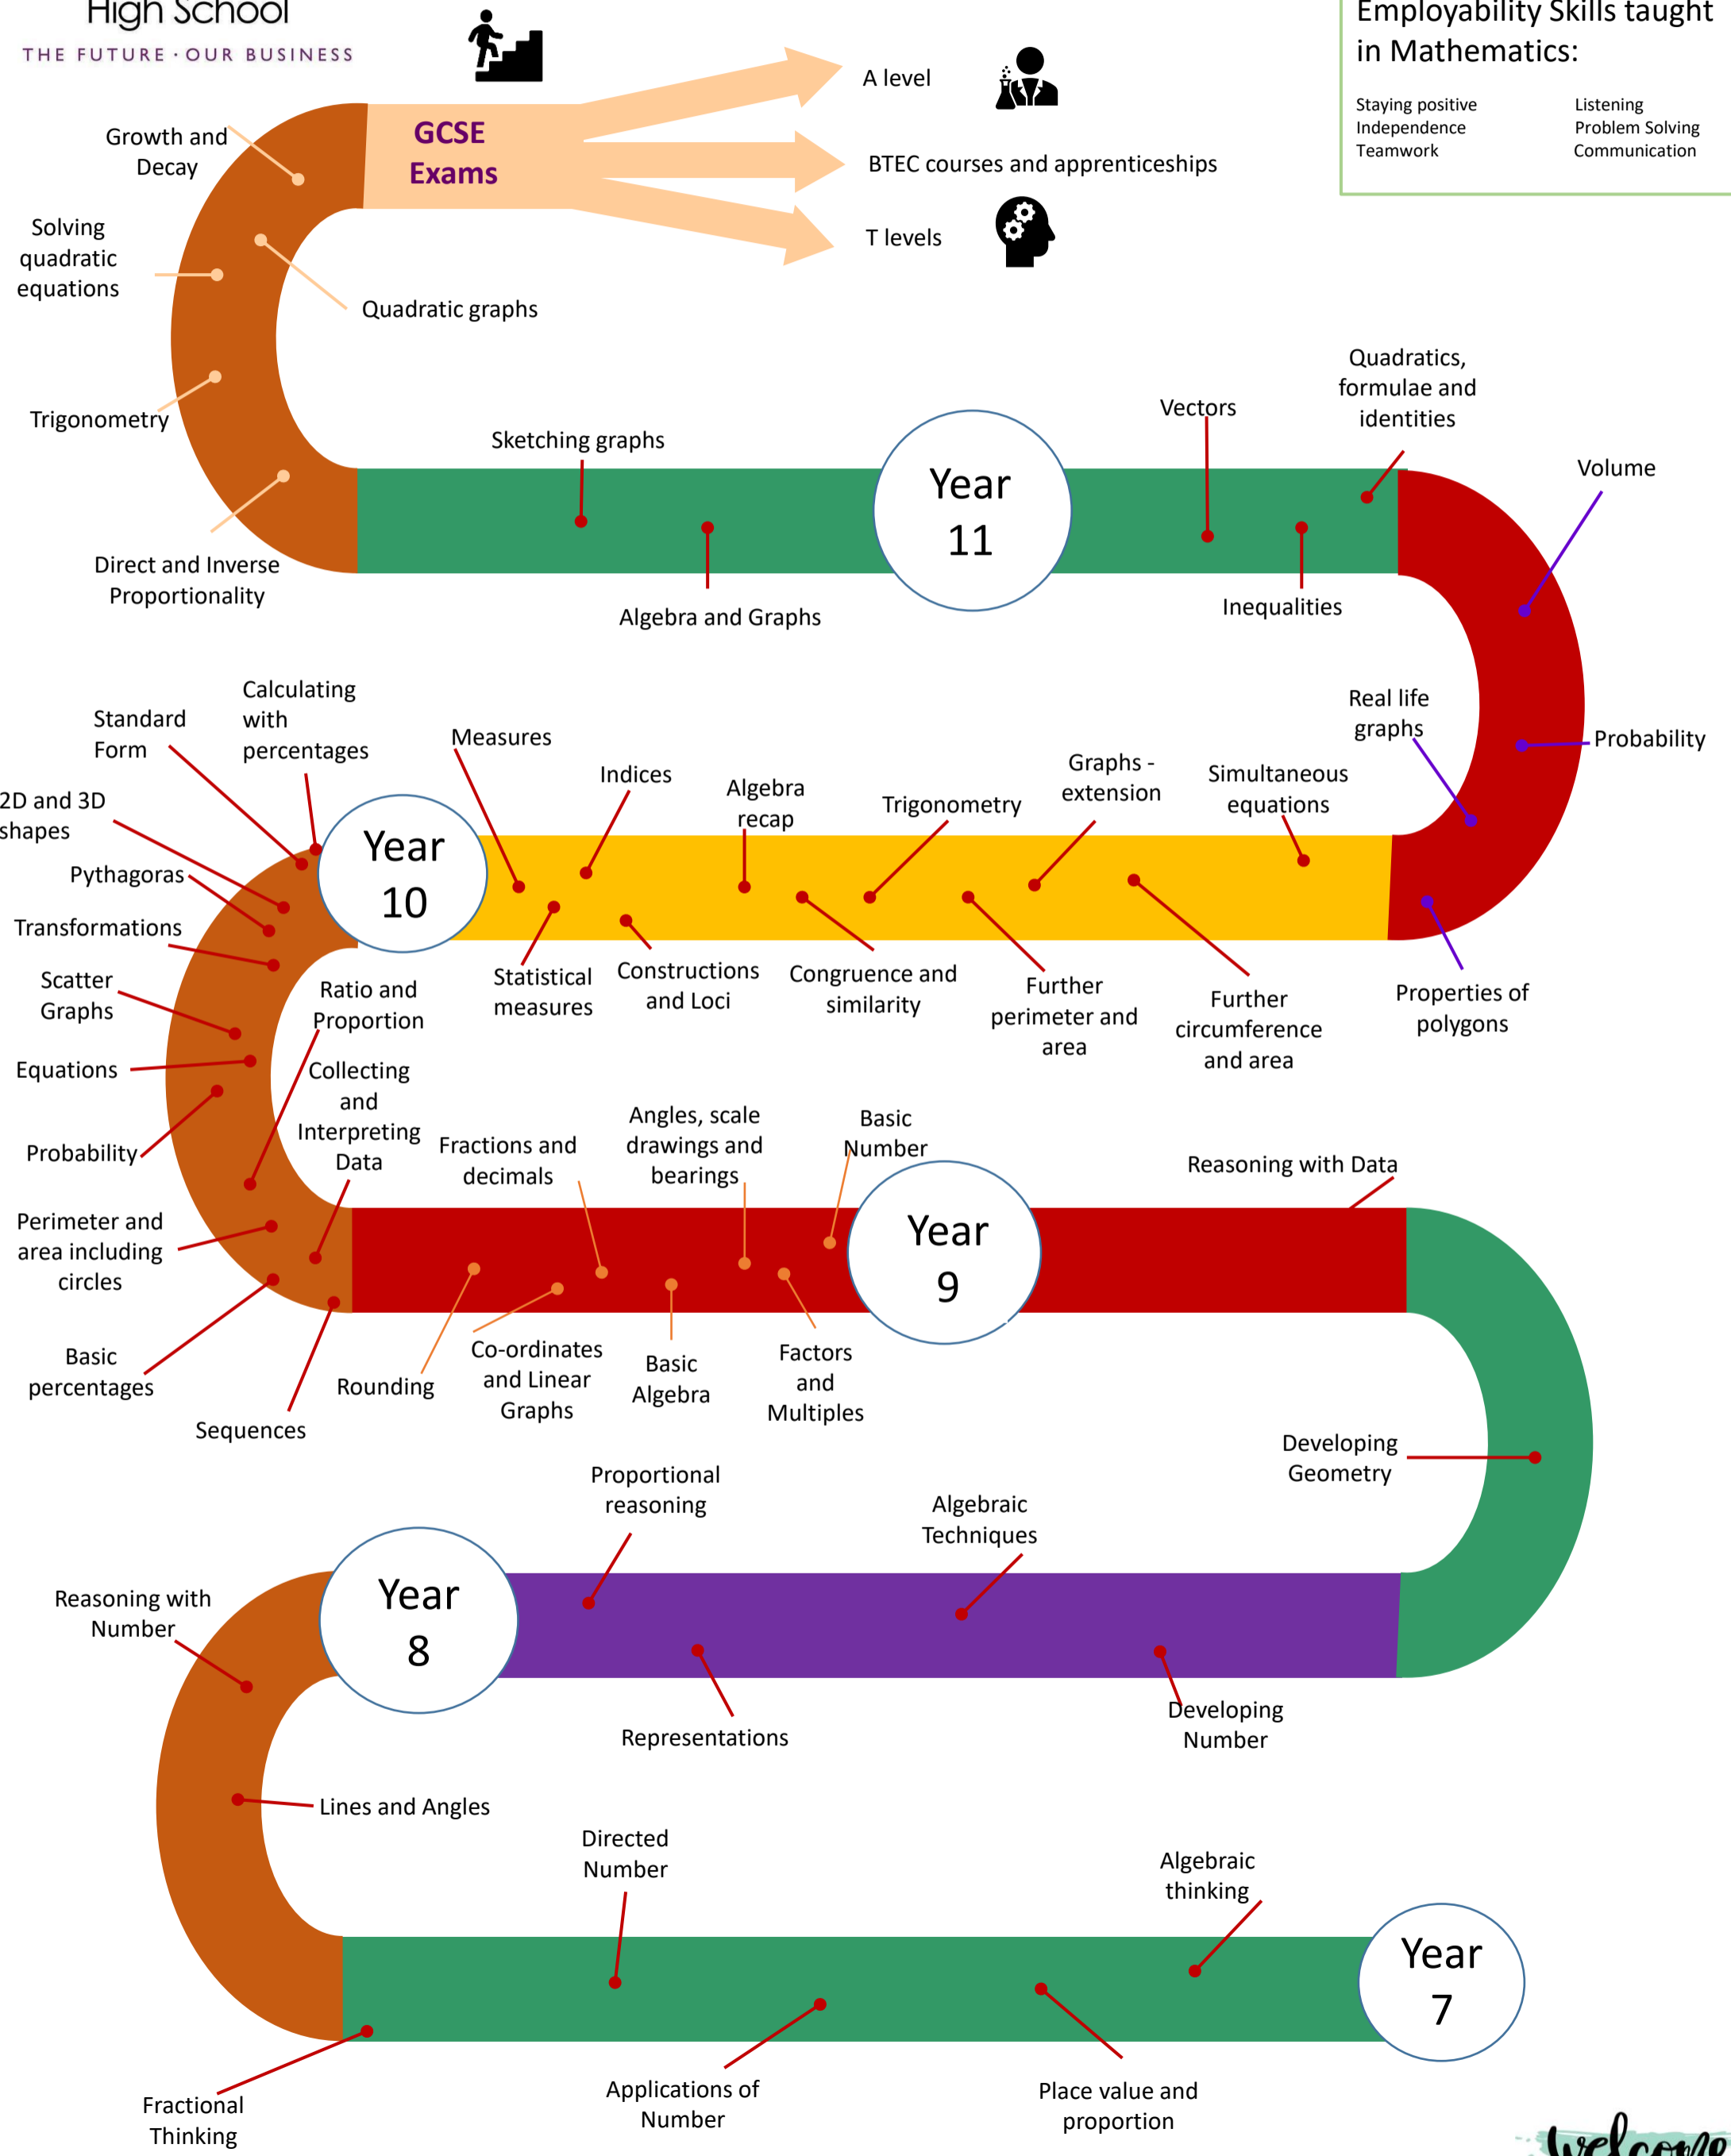 High School
THE FUTURE · OUR BUSINESS
Employability Skills taught
in Mathematics:
Staying positive
Independence
Teamwork
Listening
Problem Solving
Communication
GCSE
Exams
A level
BTEC courses and apprenticeships
T levels
Growth and
Decay
Solving
quadratic
equations
Quadratic graphs
Trigonometry
Direct and Inverse
Proportionality
Sketching graphs
Algebra and Graphs
Year
11
Vectors
Inequalities
Quadratics,
formulae and
identities
Volume
Probability
Real life
graphs
Properties of
polygons
Simultaneous
equations
Further
circumference
and area
Graphs -
extension
Further
perimeter and
area
Trigonometry
Congruence and
similarity
Algebra
recap
Constructions
and Loci
Indices
Statistical
measures
Measures
Year
10
Calculating
with
percentages
Standard
Form
2D and 3D
shapes
Pythagoras
Transformations
Scatter
Graphs
Equations
Probability
Ratio and
Proportion
Perimeter and
area including
circles
Collecting
and
Interpreting
Data
Basic
percentages
Sequences
Rounding
Fractions and
decimals
Co-ordinates
and Linear
Graphs
Basic
Algebra
Angles, scale
drawings and
bearings
Factors
and
Multiples
Basic
Number
Year
9
Reasoning with Data
Developing
Geometry
Developing
Number
Algebraic
Techniques
Representations
Proportional
reasoning
Year
8
Reasoning with
Number
Lines and Angles
Fractional
Thinking
Directed
Number
Applications of
Number
Place value and
proportion
Algebraic
thinking
Year
7
welcome